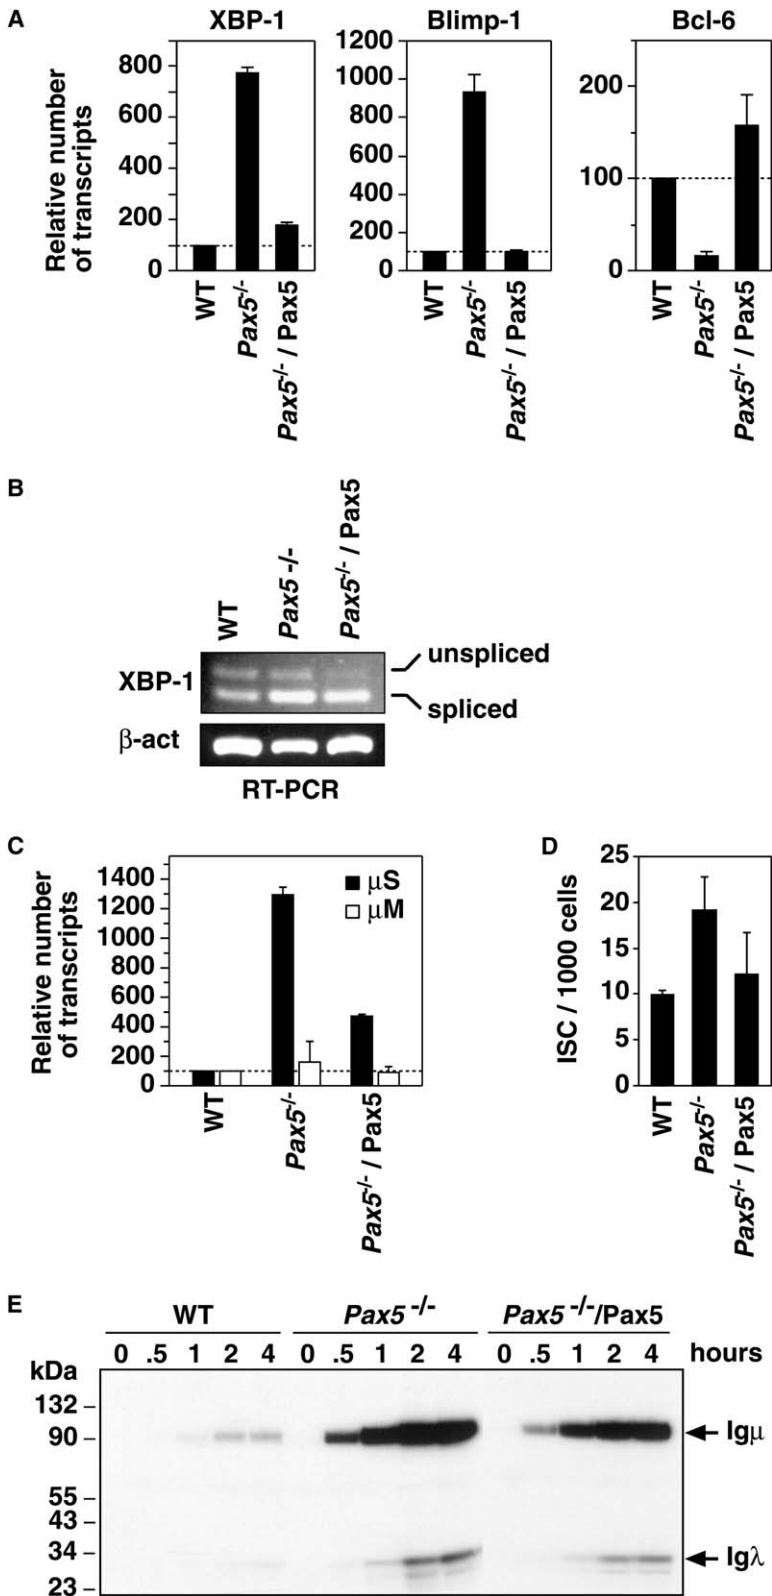 A
XBP-1
Blimp-1
Bcl-6
Relative number
of transcripts
800
600
400
200
0
1200
1000
800
600
400
200
0
200
100
0
WT
Pax5-/-
Pax5-/- / Pax5
WT
Pax5-/-
Pax5-/- / Pax5
WT
Pax5-/-
Pax5-/- / Pax5
B
WT
Pax5 -/-
Pax5-/- / Pax5
XBP-1
unspliced
spliced
β-act
RT-PCR
C
Relative number
of transcripts
1400
1200
1000
800
600
400
200
0
μS
μM
WT
Pax5-/-
Pax5-/- / Pax5
D
ISC / 1000 cells
25
20
15
10
5
0
WT
Pax5-/-
Pax5-/- / Pax5
E
WT
Pax5 -/-
Pax5 -/-/Pax5
0 .5 1 2 4 0 .5 1 2 4 0 .5 1 2 4 hours
kDa
132
90
55
43
34
23
Igμ
Igλ